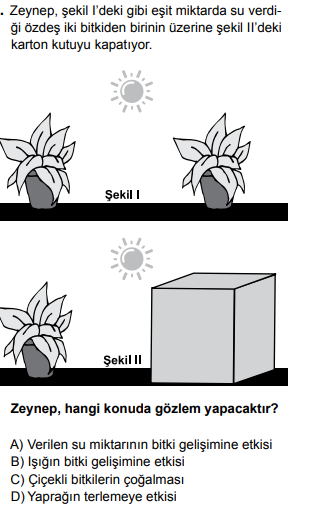 . Zeynep, şekil I'deki gibi eşit miktarda su verdi-
ği özdeş iki bitkiden birinin üzerine şekil II'deki
karton kutuyu kapatıyor.
Şekil I
Şekil II
Zeynep, hangi konuda gözlem yapacaktır?
A) Verilen su miktarının bitki gelişimine etkisi
B) Işığın bitki gelişimine etkisi
C) Çiçekli bitkilerin çoğalması
D) Yaprağın terlemeye etkisi